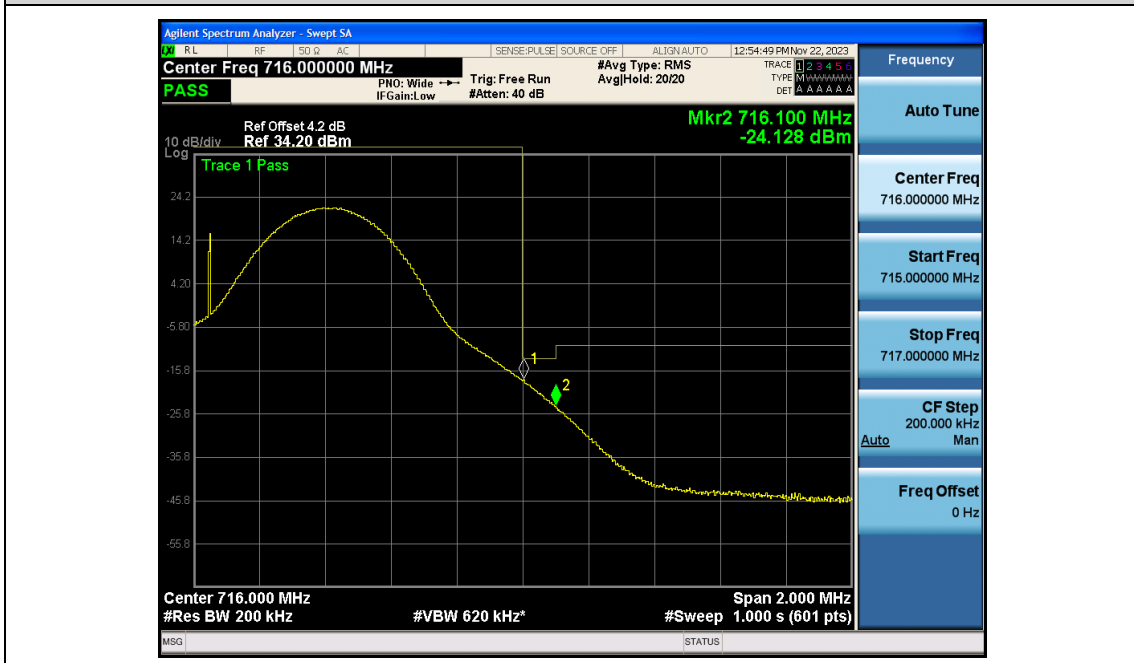 Agilent Spectrum Analyzer - Swept SA
LXI RL RF 50 Ω AC SENSE:PULSE SOURCE OFF ALIGN AUTO 12:54:49 PM Nov 22, 2023
Center Freq 716.000000 MHz
PASS
PNO: Wide
IFGain:Low
Trig: Free Run
#Atten: 40 dB
#Avg Type: RMS
Avg|Hold: 20/20
TRACE 1 2 3 4 5 6
TYPE M W W W W W
DET A A A A A A
Mkr2 716.100 MHz
-24.128 dBm
Ref Offset 4.2 dB
10 dB/div Ref 34.20 dBm
Log
Trace 1 Pass
24.2
14.2
4.20
-5.80
1
-15.8
2
-25.8
-35.8
-45.8
-55.8
Center 716.000 MHz Span 2.000 MHz
#Res BW 200 kHz #VBW 620 kHz* #Sweep 1.000 s (601 pts)
MSG STATUS
Frequency
Auto Tune
Center Freq
716.000000 MHz
Start Freq
715.000000 MHz
Stop Freq
717.000000 MHz
CF Step
200.000 kHz
Auto Man
Freq Offset
0 Hz